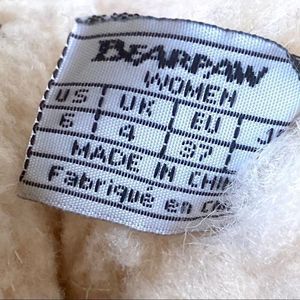 BEARPAW
WOMEN
US UK EU
6 4 37
MADE IN
Fabriqué en